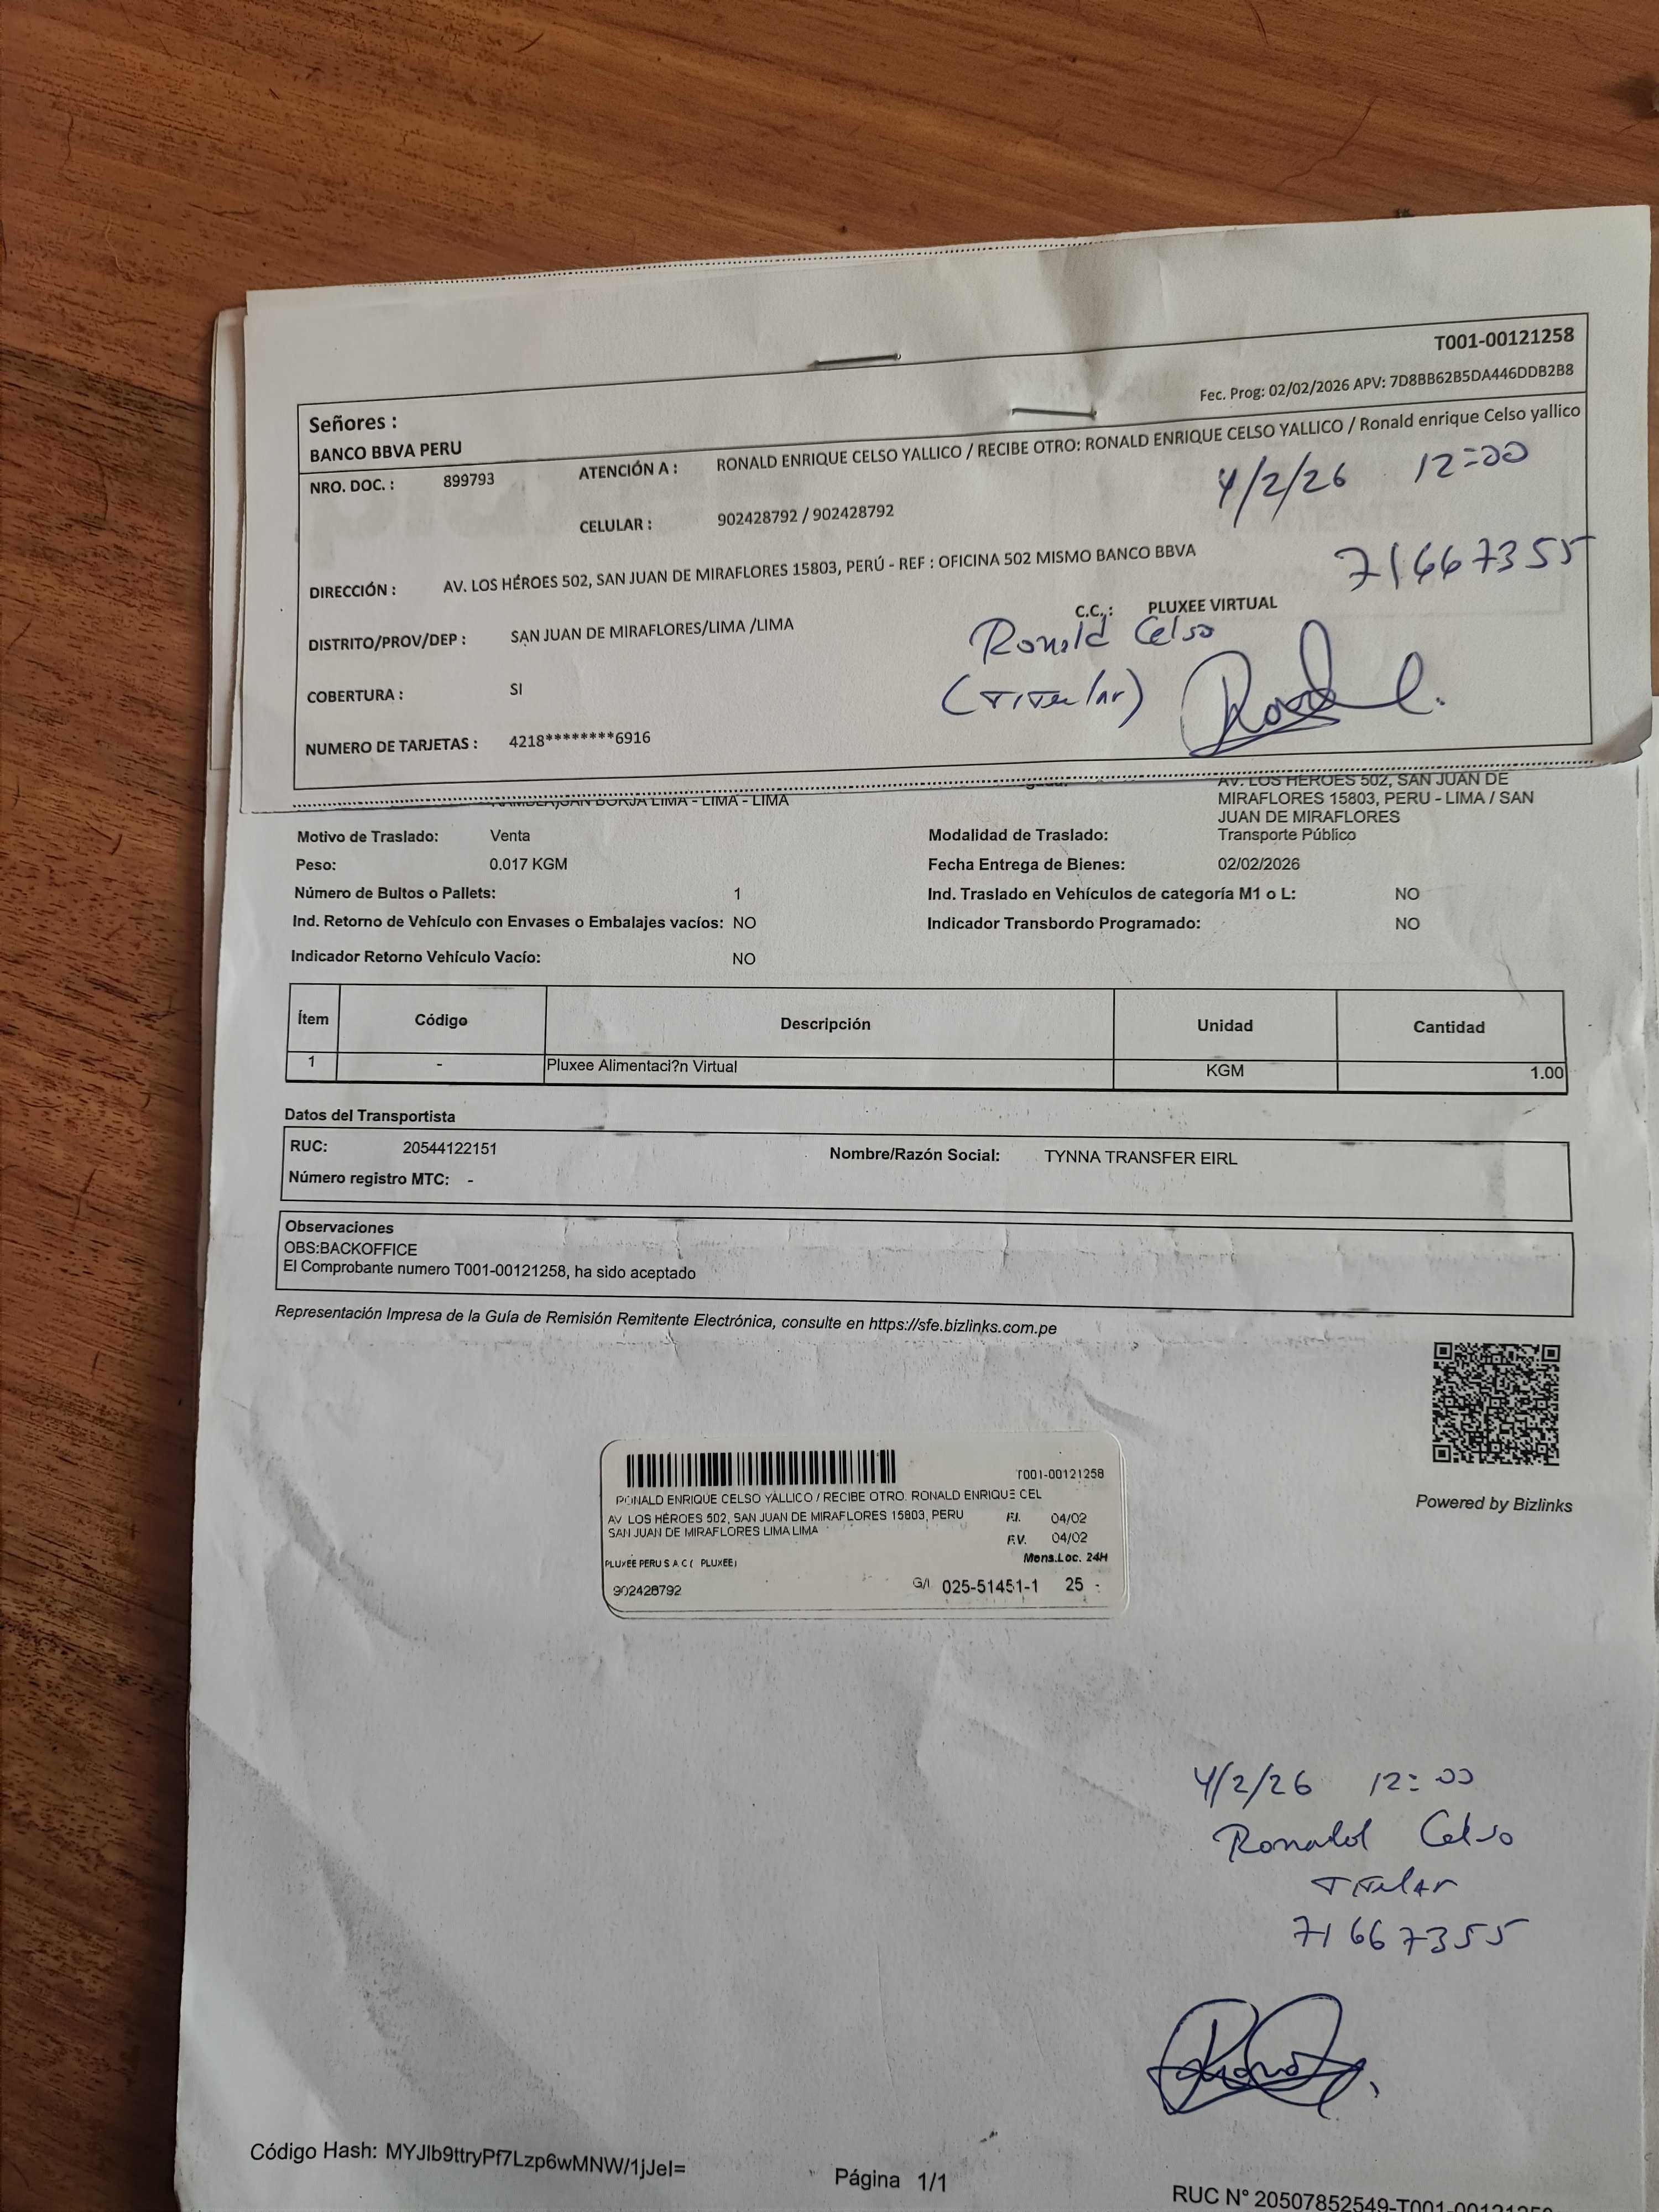 T001-00121258
Fec. Prog: 02/02/2026 APV: 7D8BB62B5DA446DDB2B8
Señores :
BANCO BBVA PERU
NRO. DOC. : 899793
ATENCIÓN A : RONALD ENRIQUE CELSO YALLICO / RECIBE OTRO: RONALD ENRIQUE CELSO YALLICO / Ronald enrique Celso yallico
4/2/26 12:00
CELULAR : 902428792 / 902428792
71667355
DIRECCIÓN : AV. LOS HÉROES 502, SAN JUAN DE MIRAFLORES 15803, PERÚ - REF : OFICINA 502 MISMO BANCO BBVA
C.C.: PLUXEE VIRTUAL
DISTRITO/PROV/DEP : SAN JUAN DE MIRAFLORES/LIMA /LIMA
Ronald Celso
(Titular)
COBERTURA : SI
NUMERO DE TARJETAS : 4218********6916
LIMA - LIMA - LIMA
AV. LOS HEROES 502, SAN JUAN DE
MIRAFLORES 15803, PERU - LIMA / SAN
JUAN DE MIRAFLORES
Motivo de Traslado: Venta
Modalidad de Traslado: Transporte Público
Peso: 0.017 KGM
Fecha Entrega de Bienes: 02/02/2026
Número de Bultos o Pallets: 1
Ind. Traslado en Vehículos de categoría M1 o L: NO
Ind. Retorno de Vehículo con Envases o Embalajes vacíos: NO
Indicador Transbordo Programado: NO
Indicador Retorno Vehículo Vacío: NO
Ítem Código Descripción Unidad Cantidad
1 - Pluxee Alimentaci?n Virtual KGM 1.00
Datos del Transportista
RUC: 20544122151
Nombre/Razón Social: TYNNA TRANSFER EIRL
Número registro MTC: -
Observaciones
OBS:BACKOFFICE
El Comprobante numero T001-00121258, ha sido aceptado
Representación Impresa de la Guía de Remisión Remitente Electrónica, consulte en https://sfe.bizlinks.com.pe
Powered by Bizlinks
T001-00121258
RONALD ENRIQUE CELSO YALLICO / RECIBE OTRO. RONALD ENRIQUE CEL
AV LOS HÉROES 502, SAN JUAN DE MIRAFLORES 15803, PERU
SAN JUAN DE MIRAFLORES LIMA LIMA
F.I. 04/02
F.V. 04/02
Mens.Loc. 24H
PLUXEE PERU S A C ( PLUXEE)
902428792
G/I 025-51451-1 25 -
4/2/26 12:00
Ronald Celso
Titular
71667355
Código Hash: MYJIb9ttryPf7Lzp6wMNW/1jJeI=
Página 1/1
RUC N° 20507852549-T001-00121258